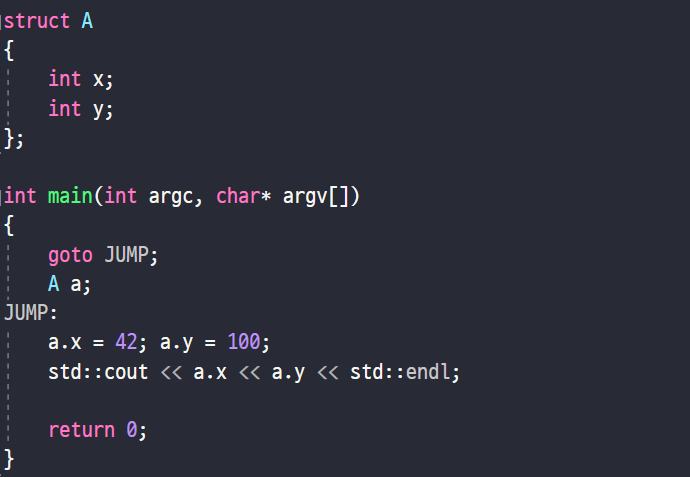 struct A
{
    int x;
    int y;
};

int main(int argc, char* argv[])
{
    goto JUMP;
    A a;
JUMP:
    a.x = 42; a.y = 100;
    std::cout << a.x << a.y << std::endl;

    return 0;
}